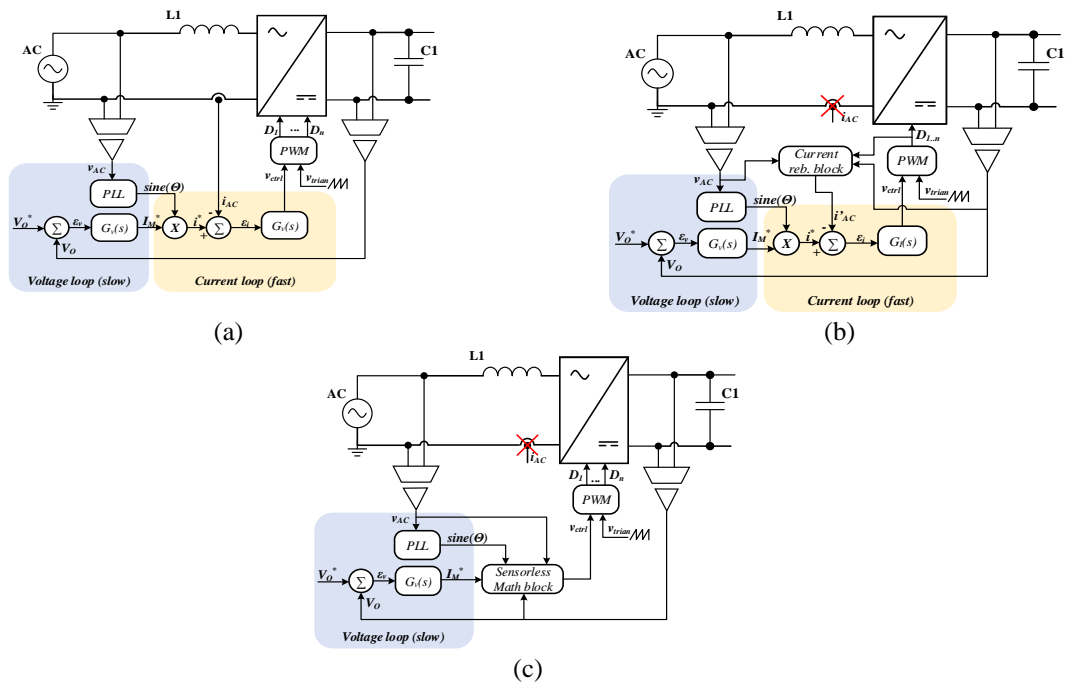 L1
AC
C1
D1 ... Dn
PWM
vAC
vctrl
vtrian
PLL
sine(Θ)
iAC
VO*
Σ
εv
Gv(s)
IM*
X
i*
-
+
Σ
εi
Gv(s)
VO
Voltage loop (slow)
Current loop (fast)
(a)
L1
AC
C1
iAC
D1..n
Current
reb. block
PWM
vAC
vctrl
vtrian
PLL
sine(Θ)
i'AC
VO*
Σ
εv
Gv(s)
IM*
X
i*
-
+
Σ
εi
GI(s)
VO
Voltage loop (slow)
Current loop (fast)
(b)
L1
AC
C1
iAC
D1 ... Dn
PWM
vAC
vctrl
vtrian
PLL
sine(Θ)
VO*
Σ
εv
Gv(s)
IM*
Sensorless
Math block
VO
Voltage loop (slow)
(c)